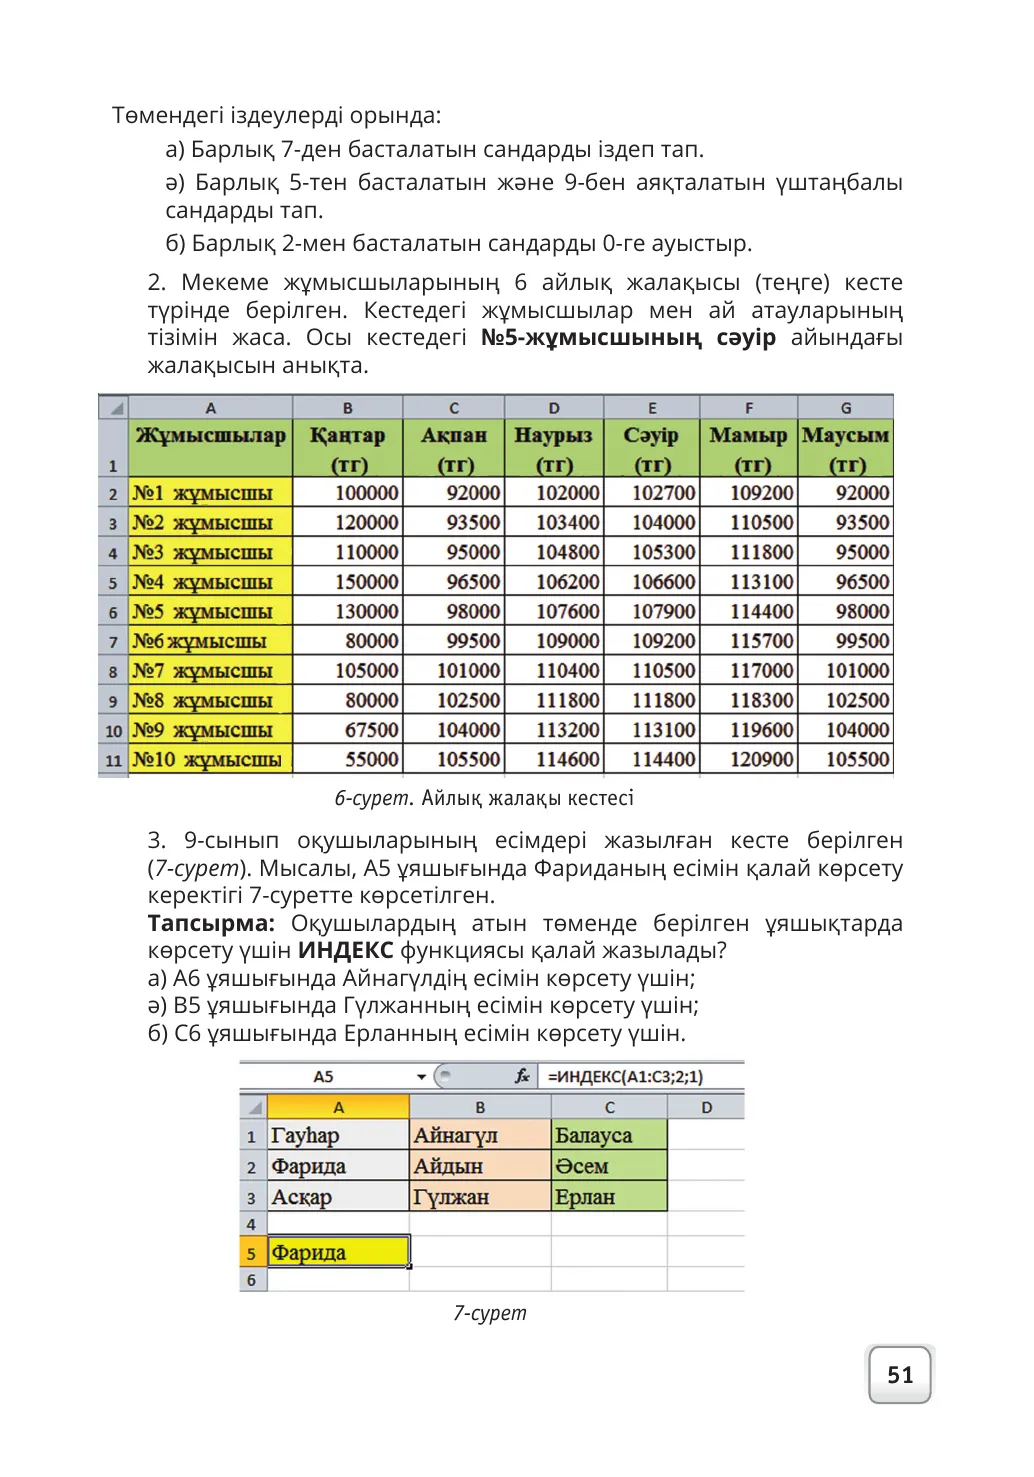 Төмендегі іздеулерді орында:
а) Барлық 7-ден басталатын сандарды іздеп тап.
ә) Барлық 5-тен басталатын және 9-бен аяқталатын үштаңбалы
сандарды тап.
б) Барлық 2-мен басталатын сандарды 0-ге ауыстыр.
2. Мекеме жұмысшыларының 6 айлық жалақысы (теңге) кесте
түрінде берілген. Кестедегі жұмысшылар мен ай атауларының
тізімін жаса. Осы кестедегі №5-жұмысшының сәуір айындағы
жалақысын анықта.
A B C D E F G
Жұмысшылар Қаңтар Ақпан Наурыз Сәуір Мамыр Маусым
1 (тг) (тг) (тг) (тг) (тг) (тг)
2 №1 жұмысшы 100000 92000 102000 102700 109200 92000
3 №2 жұмысшы 120000 93500 103400 104000 110500 93500
4 №3 жұмысшы 110000 95000 104800 105300 111800 95000
5 №4 жұмысшы 150000 96500 106200 106600 113100 96500
6 №5 жұмысшы 130000 98000 107600 107900 114400 98000
7 №6 жұмысшы 80000 99500 109000 109200 115700 99500
8 №7 жұмысшы 105000 101000 110400 110500 117000 101000
9 №8 жұмысшы 80000 102500 111800 111800 118300 102500
10 №9 жұмысшы 67500 104000 113200 113100 119600 104000
11 №10 жұмысшы 55000 105500 114600 114400 120900 105500
6-сурет. Айлық жалақы кестесі
3. 9-сынып оқушыларының есімдері жазылған кесте берілген
(7-сурет). Мысалы, А5 ұяшығында Фариданың есімін қалай көрсету
керектігі 7-суретте көрсетілген.
Тапсырма: Оқушылардың атын төменде берілген ұяшықтарда
көрсету үшін ИНДЕКС функциясы қалай жазылады?
а) А6 ұяшығында Айнагүлдің есімін көрсету үшін;
ә) В5 ұяшығында Гүлжанның есімін көрсету үшін;
б) С6 ұяшығында Ерланның есімін көрсету үшін.
A5 fx =ИНДЕКС(A1:C3;2;1)
A B C D
1 Гауһар Айнагүл Балауса
2 Фарида Айдын Әсем
3 Асқар Гүлжан Ерлан
4
5 Фарида
6
7-сурет
51